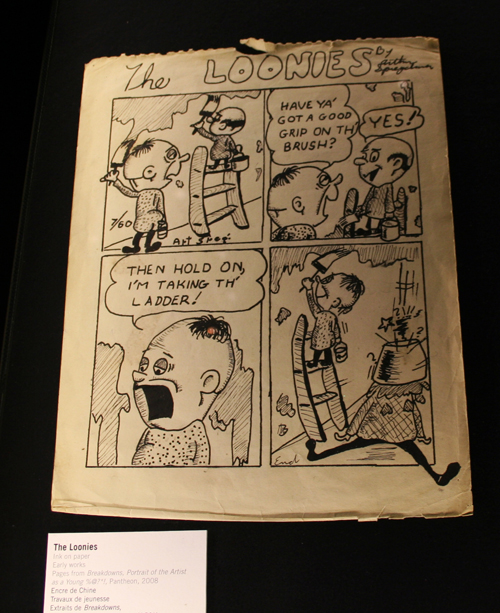 The LOONIES By
Artky
HAVE YA'
GOT A GOOD
GRIP ON TH'
BRUSH?
YES!
7/60
Art Speg'
THEN HOLD ON,
I'M TAKING TH'
LADDER!
?
?
End
The Loonies
Ink on paper
Early works
Pages from Breakdowns, Portrait of the Artist
as a Young %@?*!, Pantheon, 2008
Encre de Chine
Travaux de jeunesse
Extraits de Breakdowns,